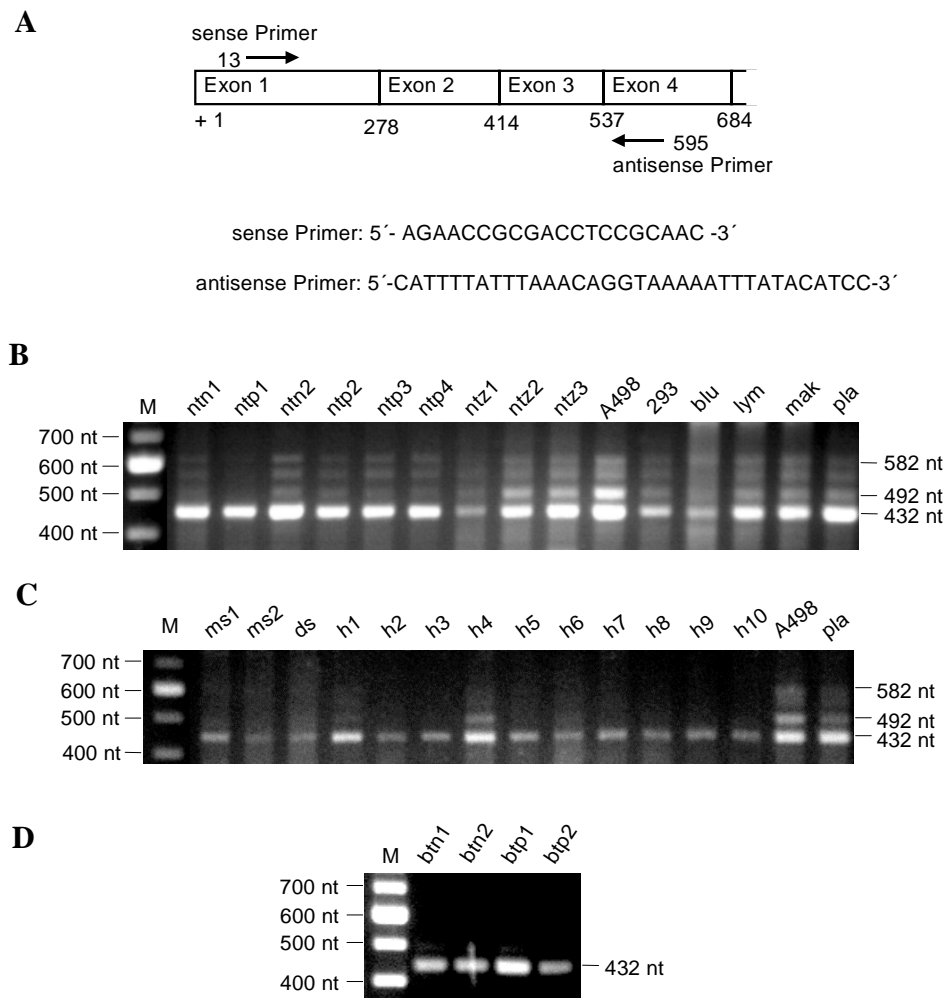 A
sense Primer
13
Exon 1 Exon 2 Exon 3 Exon 4
+ 1 278 414 537 684
595
antisense Primer
sense Primer: 5´- AGAACCGCGACCTCCGCAAC -3´
antisense Primer: 5´-CATTTTATTTAAACAGGTAAAAATTTATACATCC-3´
B
M ntn1 ntp1 ntn2 ntp2 ntp3 ntp4 ntz1 ntz2 ntz3 A498 293 blu lym mak pla
700 nt
600 nt 582 nt
500 nt 492 nt
432 nt
400 nt
C
M ms1 ms2 ds h1 h2 h3 h4 h5 h6 h7 h8 h9 h10 A498 pla
700 nt
600 nt 582 nt
500 nt 492 nt
432 nt
400 nt
D
M btn1 btn2 btp1 btp2
700 nt
600 nt
500 nt
432 nt
400 nt